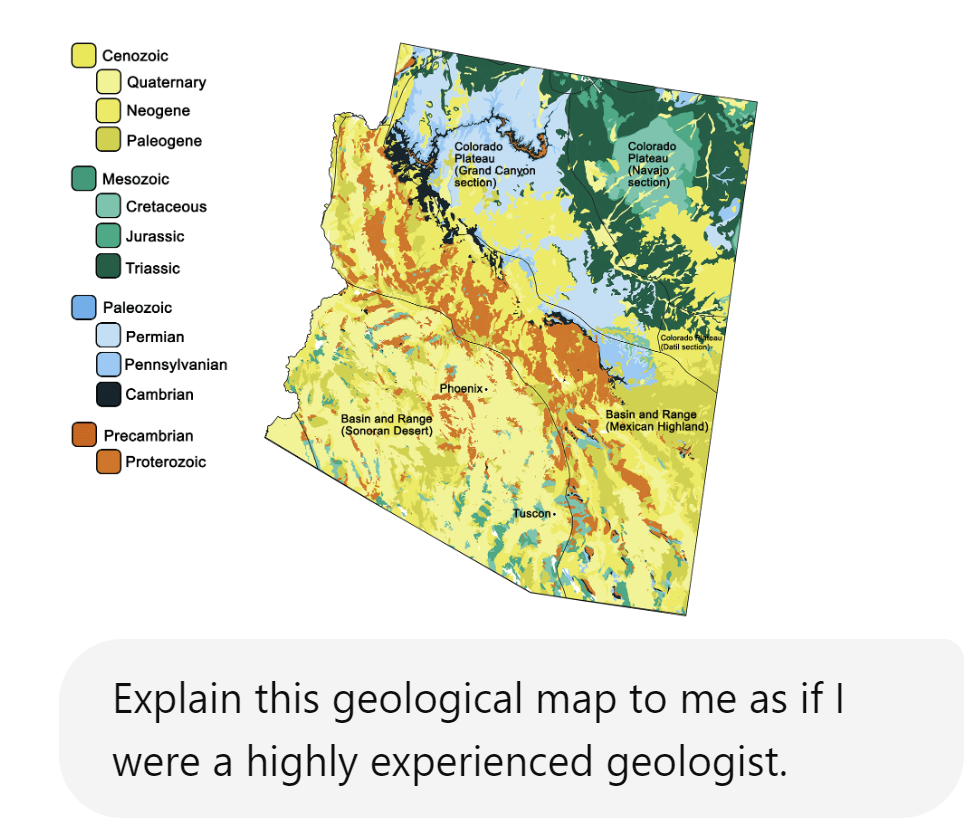 Cenozoic
Quaternary
Neogene
Paleogene
Mesozoic
Cretaceous
Jurassic
Triassic
Paleozoic
Permian
Pennsylvanian
Cambrian
Precambrian
Proterozoic
Colorado
Plateau
(Grand Canyon
section)
Colorado
Plateau
(Navajo
section)
Colorado Plateau
(Datil section)
Phoenix
Basin and Range
(Sonoran Desert)
Basin and Range
(Mexican Highland)
Tuscon
Explain this geological map to me as if I
were a highly experienced geologist.